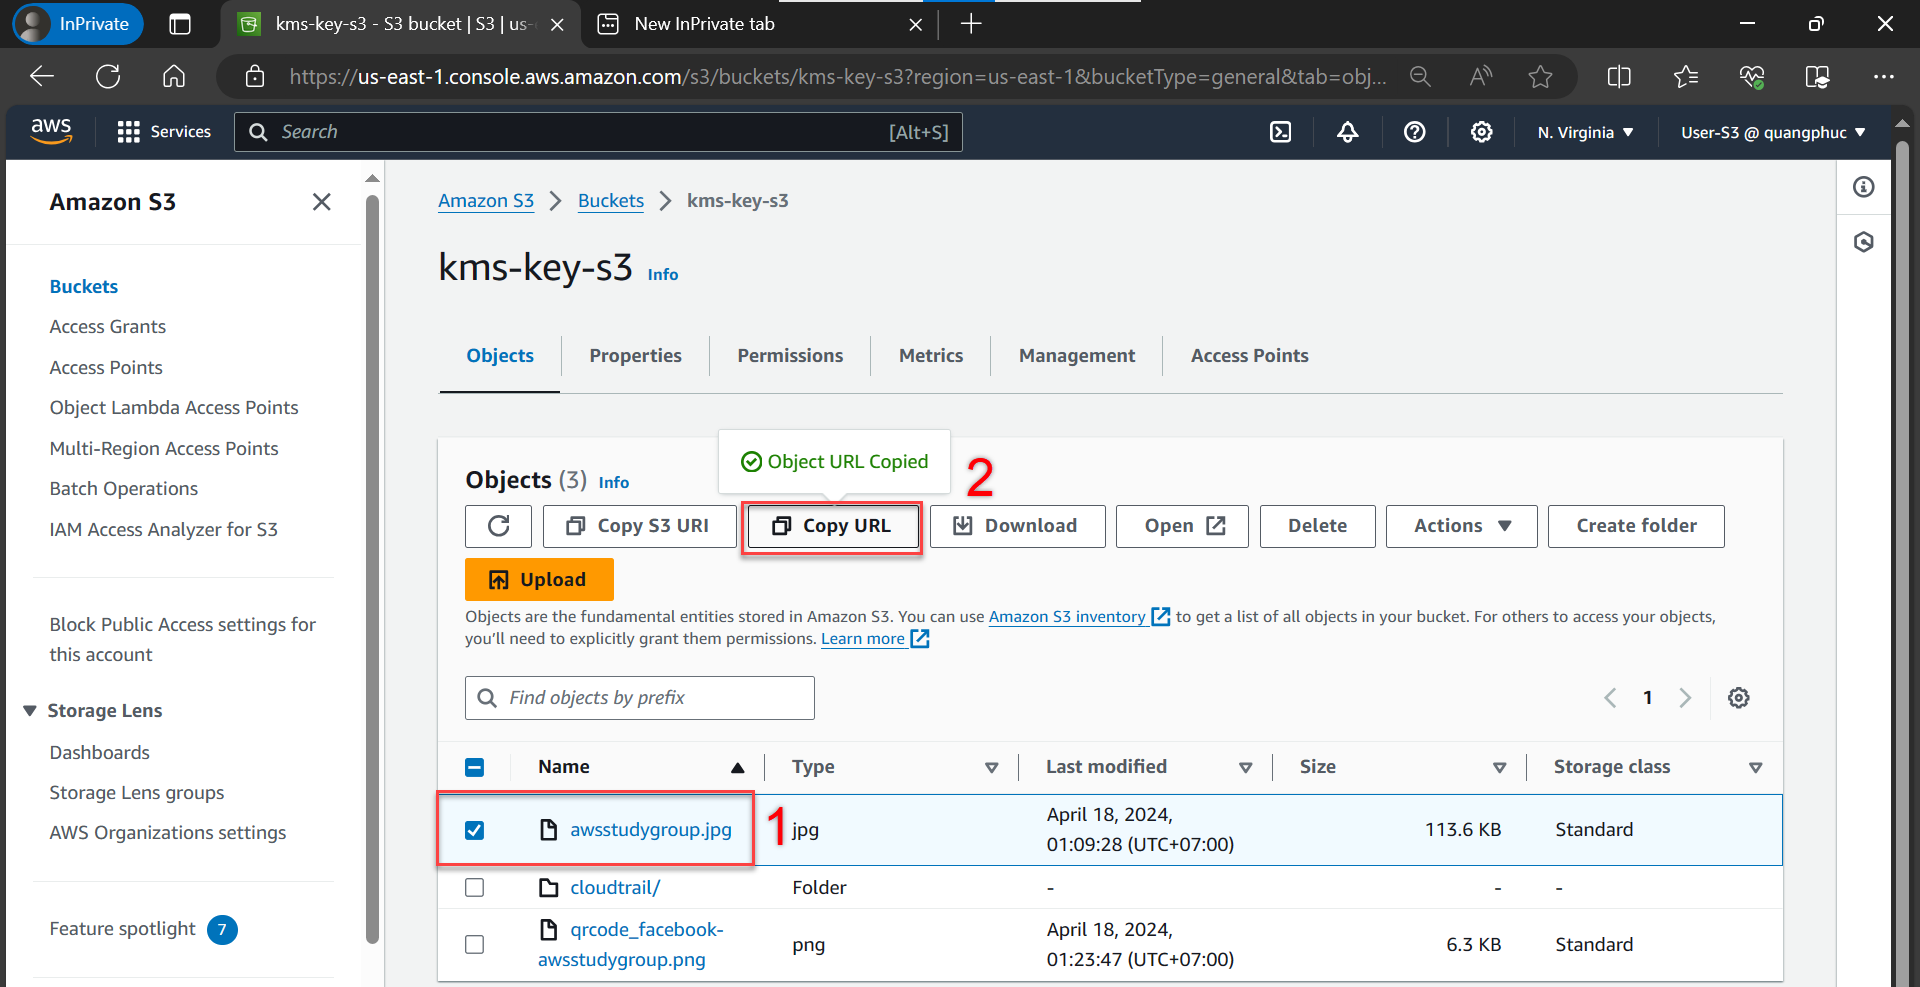 InPrivate
kms-key-s3 - S3 bucket | S3 | us-
New InPrivate tab
https://us-east-1.console.aws.amazon.com/s3/buckets/kms-key-s3?region=us-east-1&bucketType=general&tab=obj...
aws
Services
Search
[Alt+S]
N. Virginia
User-S3 @ quangphuc
Amazon S3
Buckets
Access Grants
Access Points
Object Lambda Access Points
Multi-Region Access Points
Batch Operations
IAM Access Analyzer for S3
Block Public Access settings for
this account
Storage Lens
Dashboards
Storage Lens groups
AWS Organizations settings
Feature spotlight 7
Amazon S3 > Buckets > kms-key-s3
kms-key-s3 Info
Objects Properties Permissions Metrics Management Access Points
Object URL Copied
2
Objects (3) Info
Copy S3 URI Copy URL Download Open Delete Actions Create folder
Upload
Objects are the fundamental entities stored in Amazon S3. You can use Amazon S3 inventory to get a list of all objects in your bucket. For others to access your objects,
you'll need to explicitly grant them permissions. Learn more
Find objects by prefix
1
Name Type Last modified Size Storage class
awsstudygroup.jpg 1 jpg April 18, 2024, 113.6 KB Standard
01:09:28 (UTC+07:00)
cloudtrail/ Folder - - -
qrcode_facebook- png April 18, 2024, 6.3 KB Standard
awsstudygroup.png 01:23:47 (UTC+07:00)